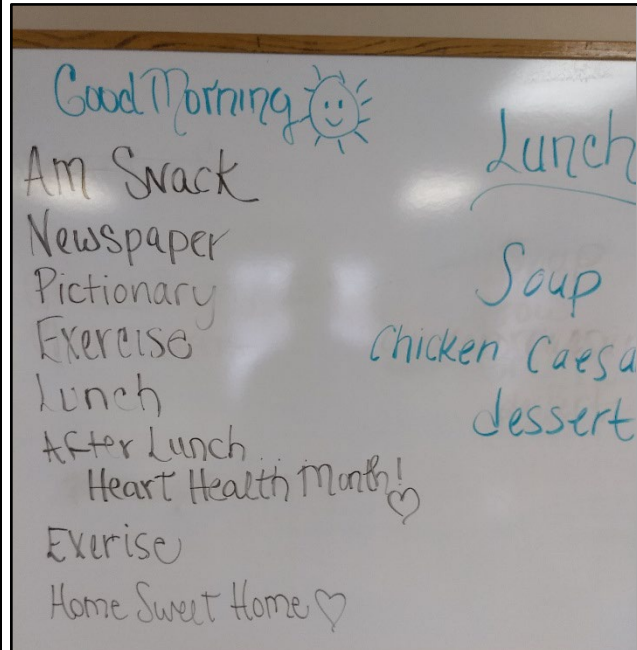 Good Morning
Am Snack
Newspaper
Pictionary
Exercise
Lunch
After Lunch...
Heart Health Month!
Exerise
Home Sweet Home
Lunch
Soup
Chicken Caesa
dessert